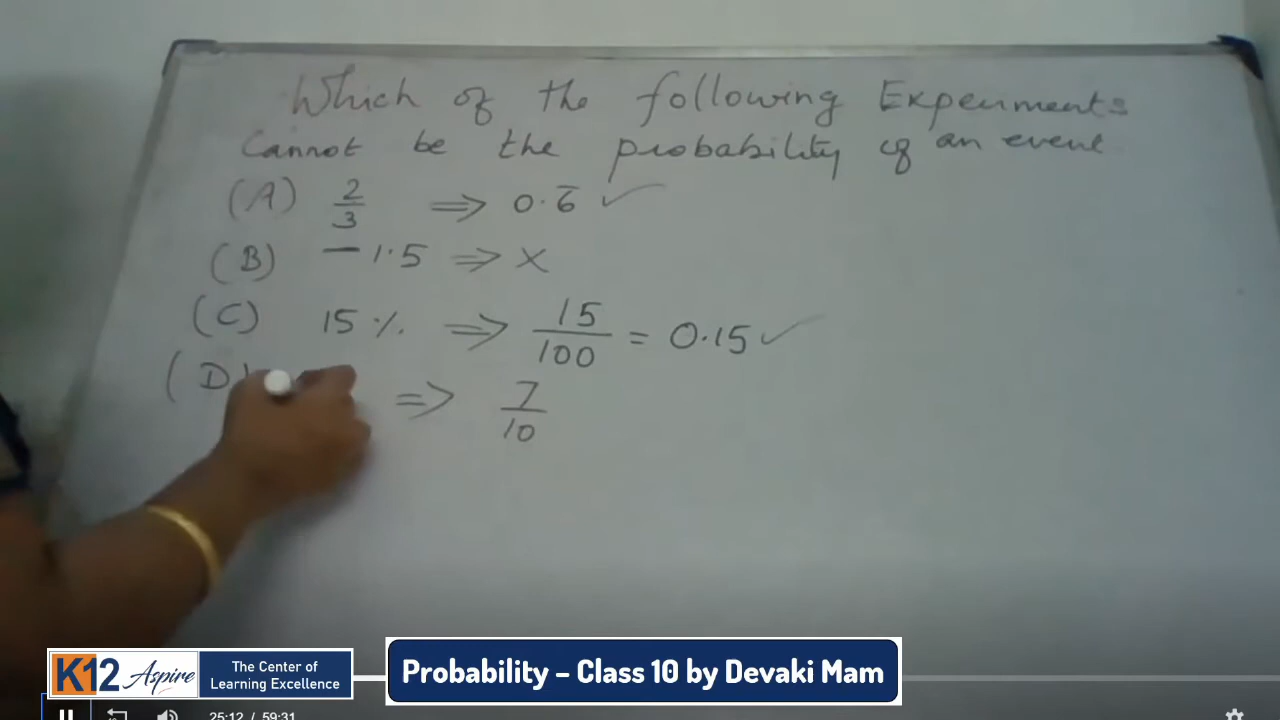 Which of the following Experiments
Cannot be the probability of an event
(A) 2/3 ⇒ 0.6̅ ✓
(B) -1.5 ⇒ X
(C) 15% ⇒ 15/100 = 0.15 ✓
(D) ⇒ 7/10
K12 Aspire
The Center of
Learning Excellence
Probability – Class 10 by Devaki Mam
25:12 / 59:31